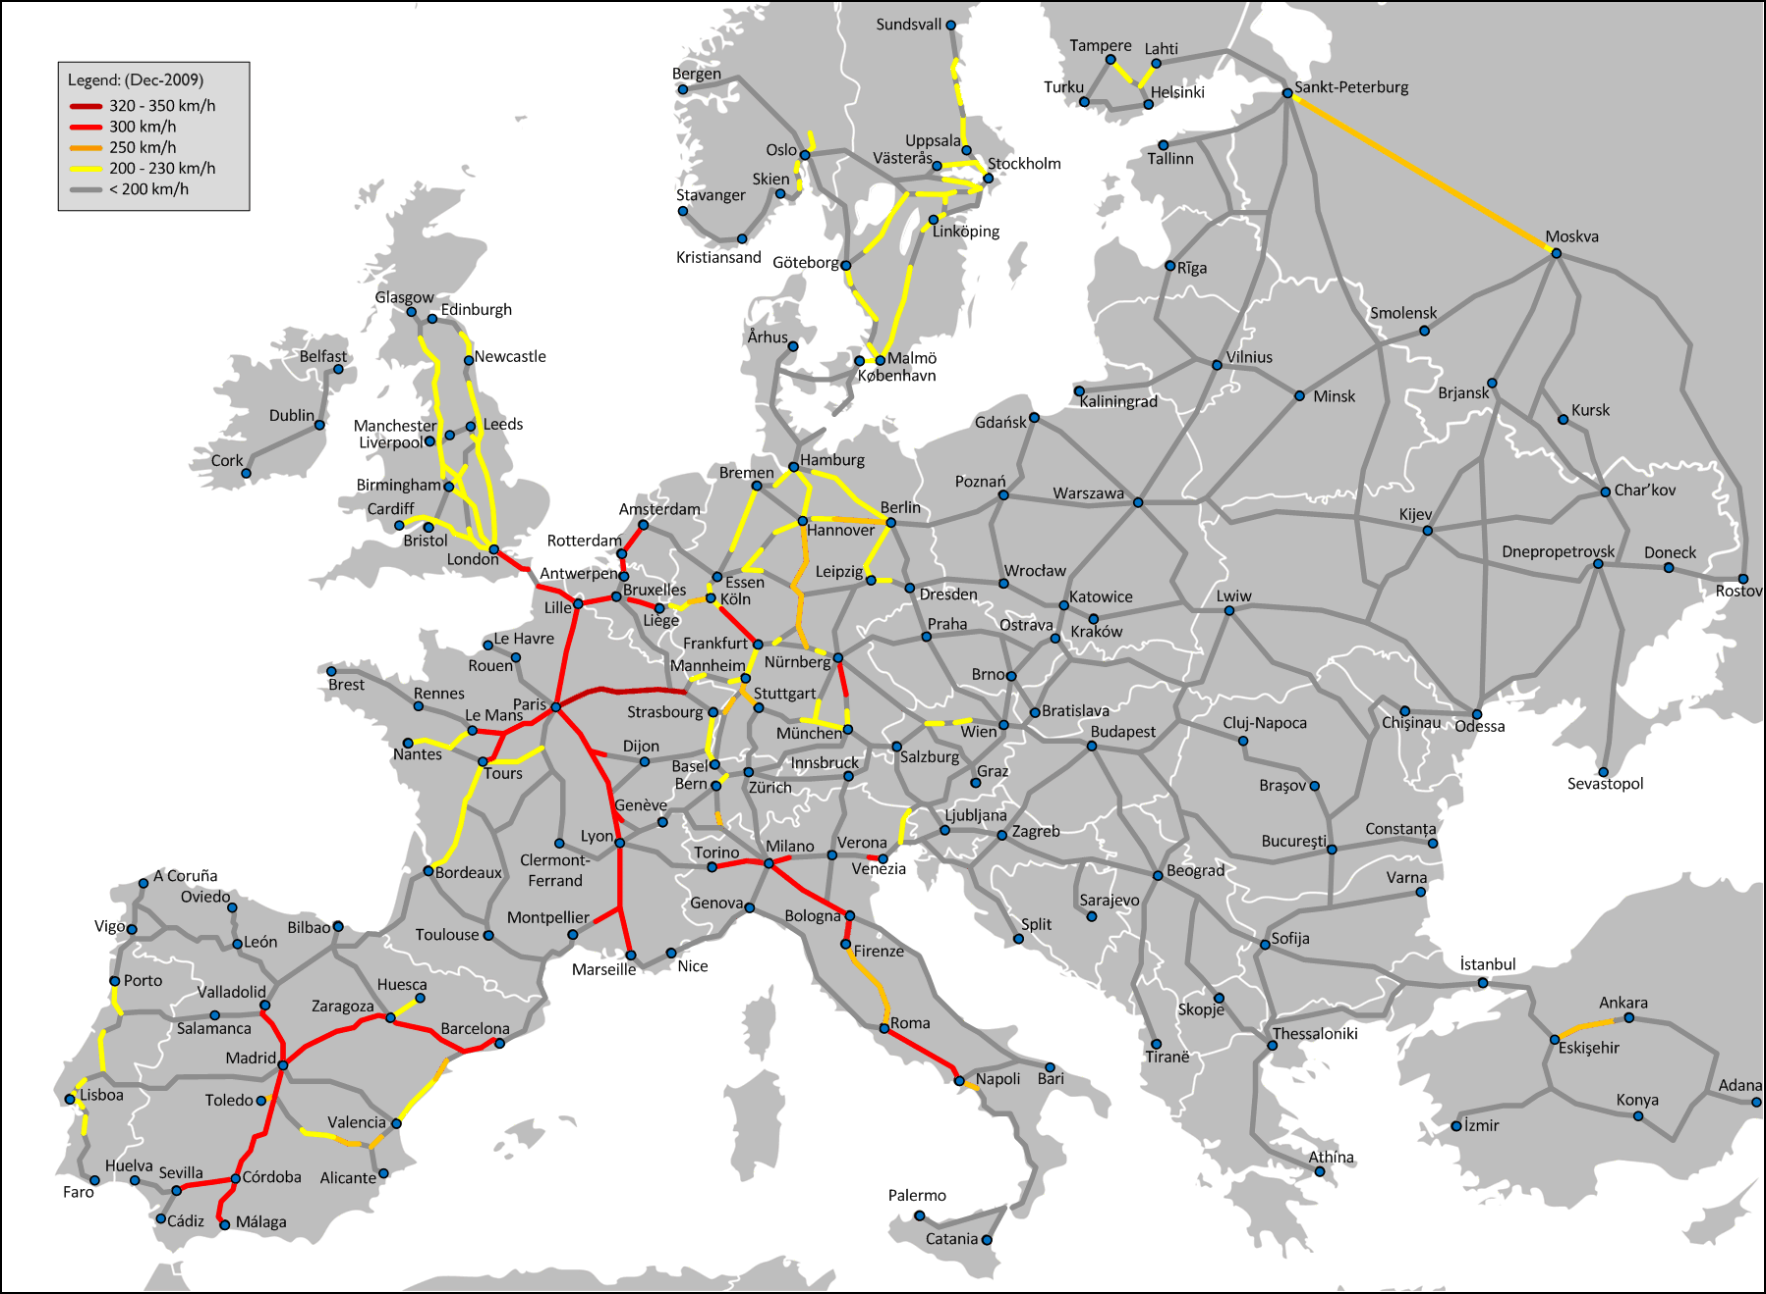 Legend: (Dec-2009)
320 - 350 km/h
300 km/h
250 km/h
200 - 230 km/h
< 200 km/h
Sundsvall
Tampere
Lahti
Bergen
Turku
Helsinki
Sankt-Peterburg
Oslo
Uppsala
Västerås
Stockholm
Tallinn
Skien
Stavanger
Linköping
Kristiansand
Göteborg
Rīga
Moskva
Glasgow
Edinburgh
Smolensk
Århus
Belfast
Newcastle
Malmö
København
Vilnius
Minsk
Brjansk
Kaliningrad
Kursk
Dublin
Manchester
Leeds
Liverpool
Gdańsk
Cork
Hamburg
Bremen
Birmingham
Poznań
Warszawa
Char'kov
Cardiff
Amsterdam
Berlin
Kijev
Bristol
Hannover
Rotterdam
London
Dnepropetrovsk
Doneck
Antwerpen
Essen
Leipzig
Wrocław
Bruxelles
Dresden
Rostov
Lille
Köln
Katowice
Lwiw
Liège
Praha
Ostrava
Kraków
Le Havre
Frankfurt
Nürnberg
Rouen
Mannheim
Brno
Brest
Rennes
Stuttgart
Paris
Strasbourg
Bratislava
Le Mans
Cluj-Napoca
Chişinau
Odessa
München
Wien
Budapest
Nantes
Dijon
Tours
Basel
Salzburg
Innsbruck
Graz
Bern
Zürich
Braşov
Sevastopol
Genève
Ljubljana
Lyon
Zagreb
Constanța
Bucureşti
Milano
Verona
Torino
Clermont-
Ferrand
Venezia
Bordeaux
Beograd
Varna
A Coruña
Oviedo
Genova
Sarajevo
Montpellier
Bologna
Vigo
Bilbao
Split
León
Toulouse
Sofija
Firenze
Marseille
Nice
İstanbul
Porto
Huesca
Valladolid
Zaragoza
Skopje
Ankara
Salamanca
Barcelona
Roma
Thessaloniki
Eskişehir
Madrid
Tiranë
Napoli
Bari
Adana
Lisboa
Toledo
Konya
Valencia
İzmir
Athína
Huelva
Sevilla
Córdoba
Alicante
Faro
Palermo
Cádiz
Málaga
Catania